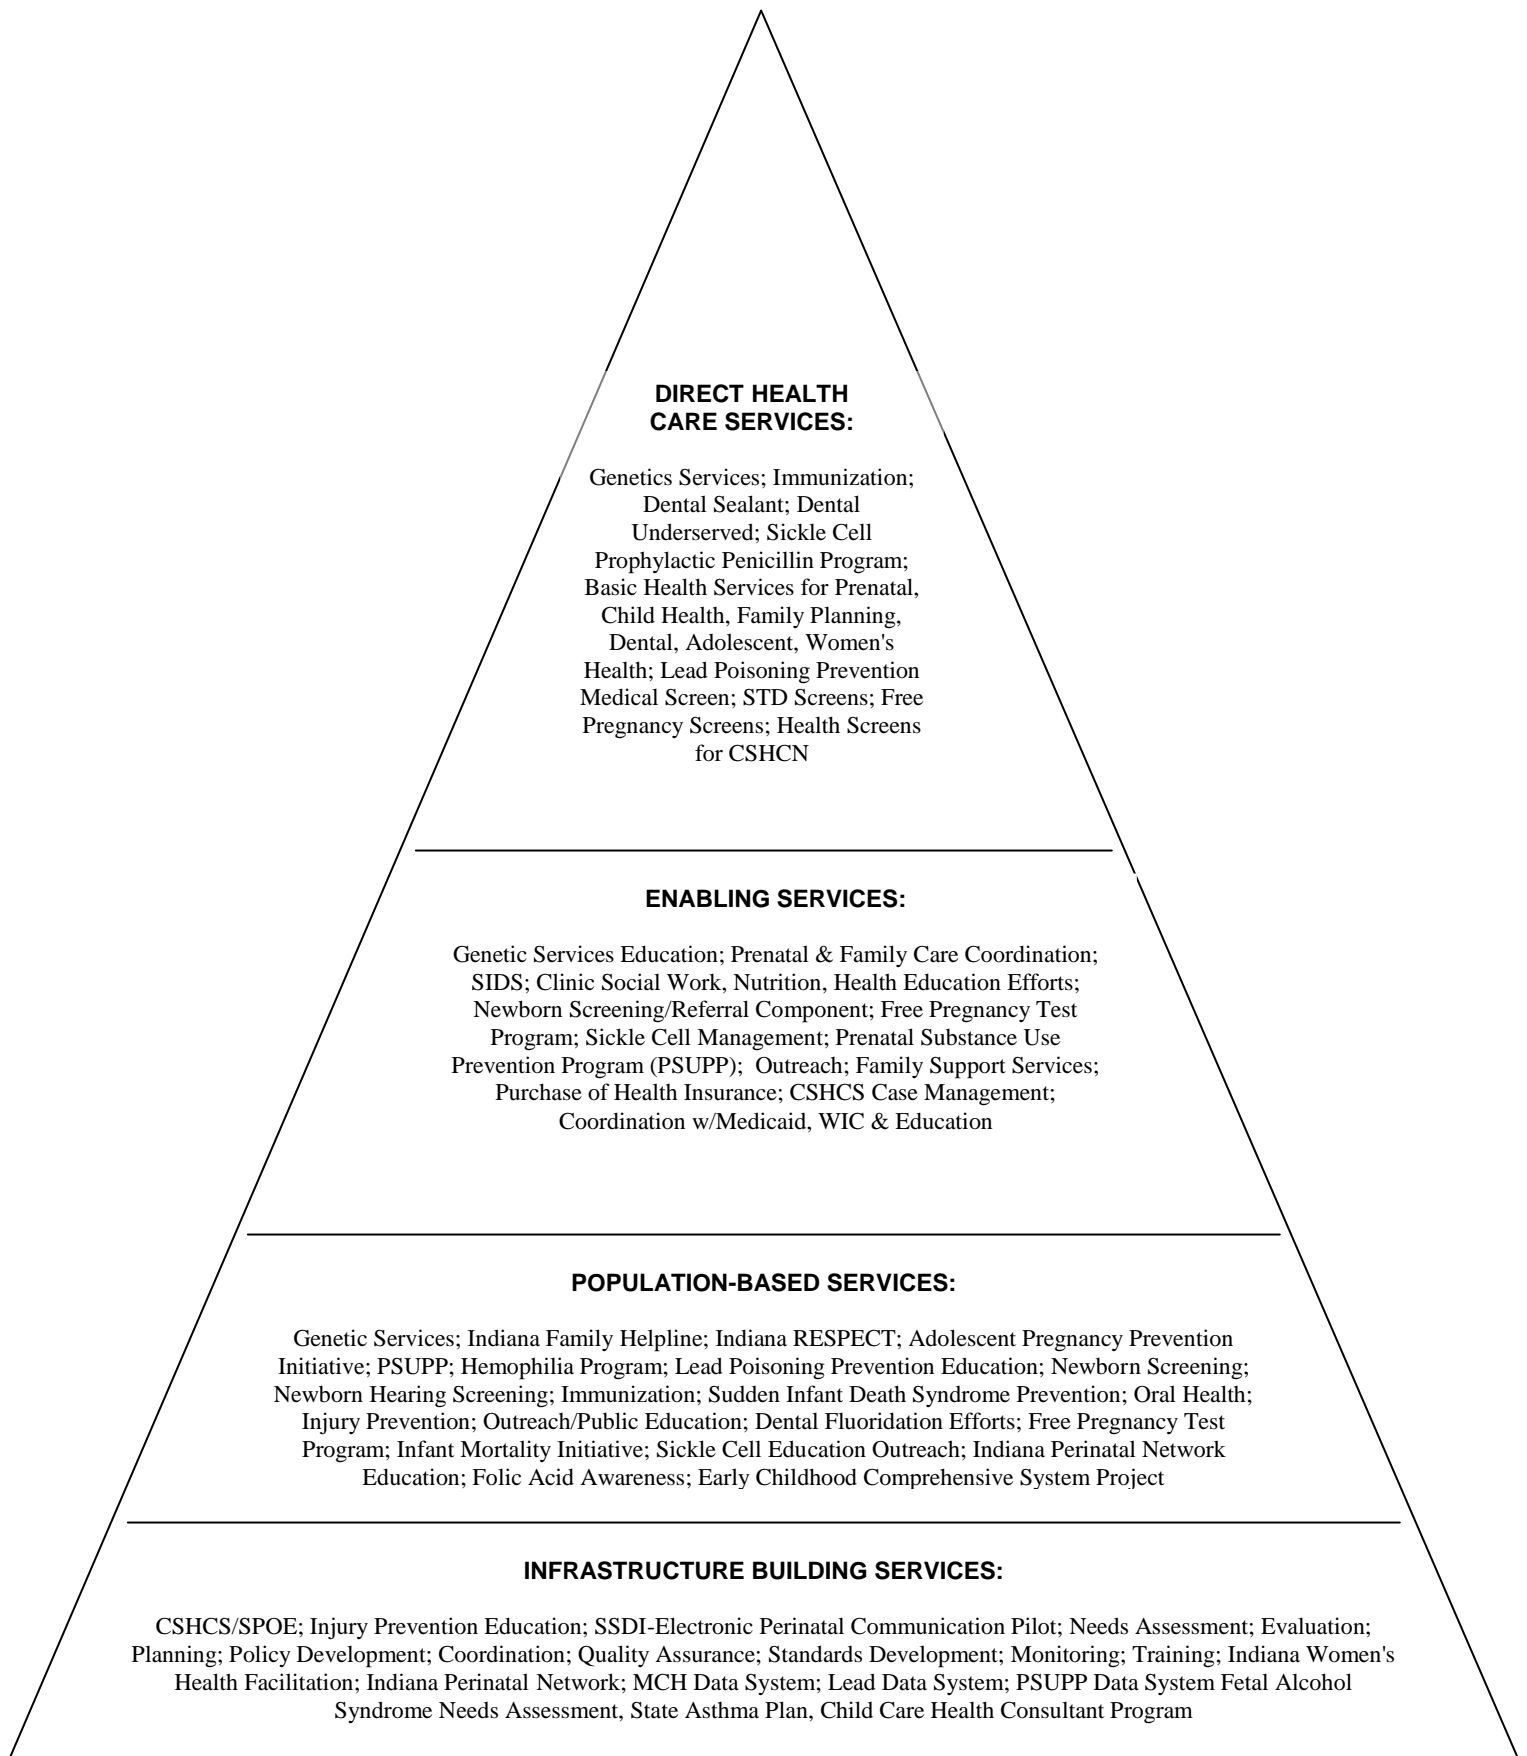 DIRECT HEALTH
CARE SERVICES:
Genetics Services; Immunization;
Dental Sealant; Dental
Underserved; Sickle Cell
Prophylactic Penicillin Program;
Basic Health Services for Prenatal,
Child Health, Family Planning,
Dental, Adolescent, Women's
Health; Lead Poisoning Prevention
Medical Screen; STD Screens; Free
Pregnancy Screens; Health Screens
for CSHCN
ENABLING SERVICES:
Genetic Services Education; Prenatal & Family Care Coordination;
SIDS; Clinic Social Work, Nutrition, Health Education Efforts;
Newborn Screening/Referral Component; Free Pregnancy Test
Program; Sickle Cell Management; Prenatal Substance Use
Prevention Program (PSUPP);  Outreach; Family Support Services;
Purchase of Health Insurance; CSHCS Case Management;
Coordination w/Medicaid, WIC & Education
POPULATION-BASED SERVICES:
Genetic Services; Indiana Family Helpline; Indiana RESPECT; Adolescent Pregnancy Prevention
Initiative; PSUPP; Hemophilia Program; Lead Poisoning Prevention Education; Newborn Screening;
Newborn Hearing Screening; Immunization; Sudden Infant Death Syndrome Prevention; Oral Health;
Injury Prevention; Outreach/Public Education; Dental Fluoridation Efforts; Free Pregnancy Test
Program; Infant Mortality Initiative; Sickle Cell Education Outreach; Indiana Perinatal Network
Education; Folic Acid Awareness; Early Childhood Comprehensive System Project
INFRASTRUCTURE BUILDING SERVICES:
CSHCS/SPOE; Injury Prevention Education; SSDI-Electronic Perinatal Communication Pilot; Needs Assessment; Evaluation;
Planning; Policy Development; Coordination; Quality Assurance; Standards Development; Monitoring; Training; Indiana Women's
Health Facilitation; Indiana Perinatal Network; MCH Data System; Lead Data System; PSUPP Data System Fetal Alcohol
Syndrome Needs Assessment, State Asthma Plan, Child Care Health Consultant Program